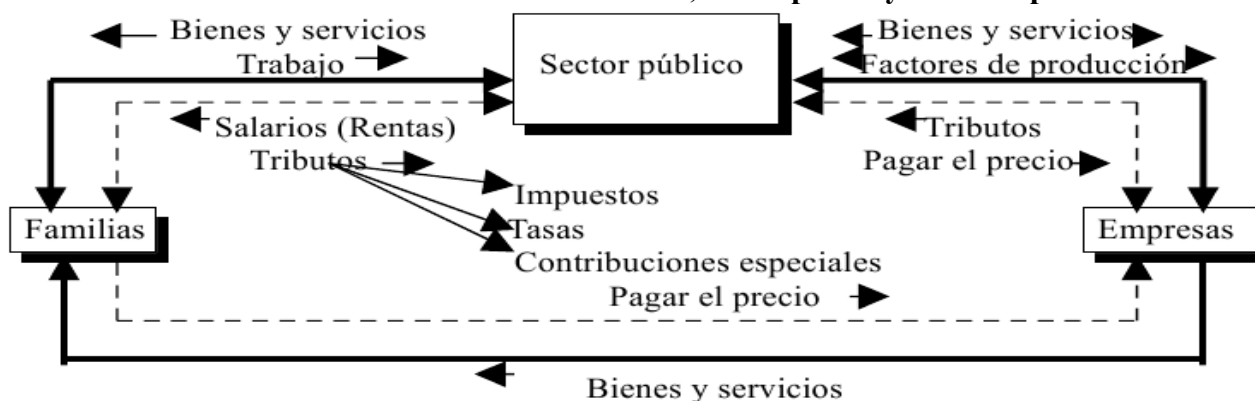 Bienes y servicios
Trabajo
Sector público
Bienes y servicios
Factores de producción
Salarios (Rentas)
Tributos
Tributos
Pagar el precio
Impuestos
Tasas
Contribuciones especiales
Familias
Empresas
Pagar el precio
Bienes y servicios